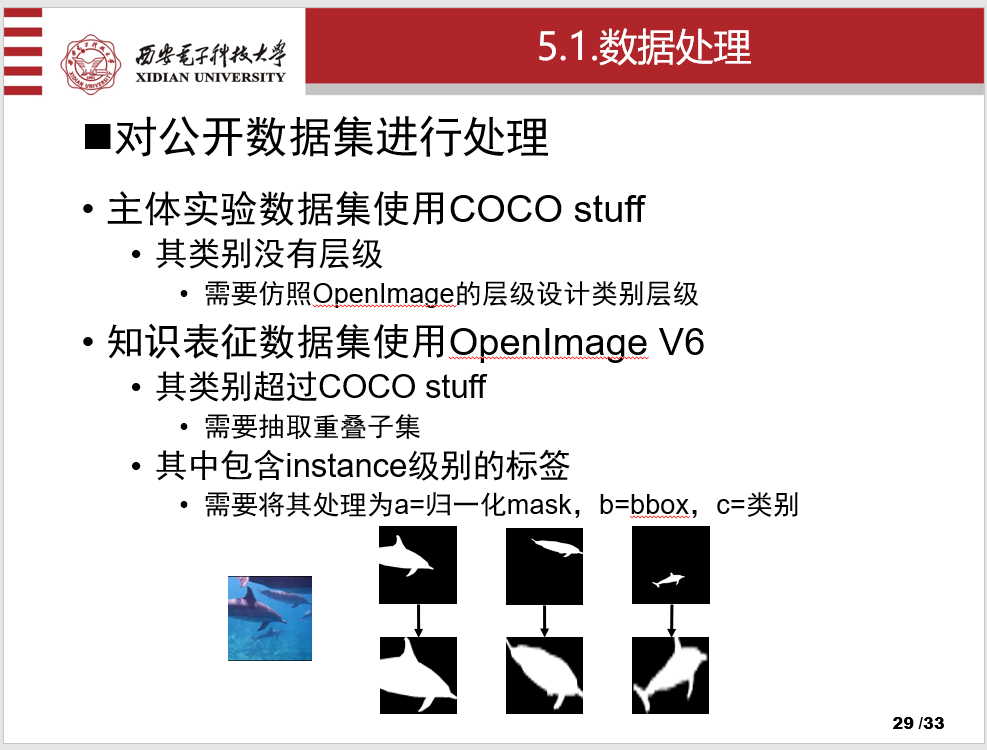 西安电子科技大学
XIDIAN UNIVERSITY
5.1.数据处理
■对公开数据集进行处理
• 主体实验数据集使用COCO stuff
• 其类别没有层级
• 需要仿照OpenImage的层级设计类别层级
• 知识表征数据集使用OpenImage V6
• 其类别超过COCO stuff
• 需要抽取重叠子集
• 其中包含instance级别的标签
• 需要将其处理为a=归一化mask，b=bbox，c=类别
29 /33